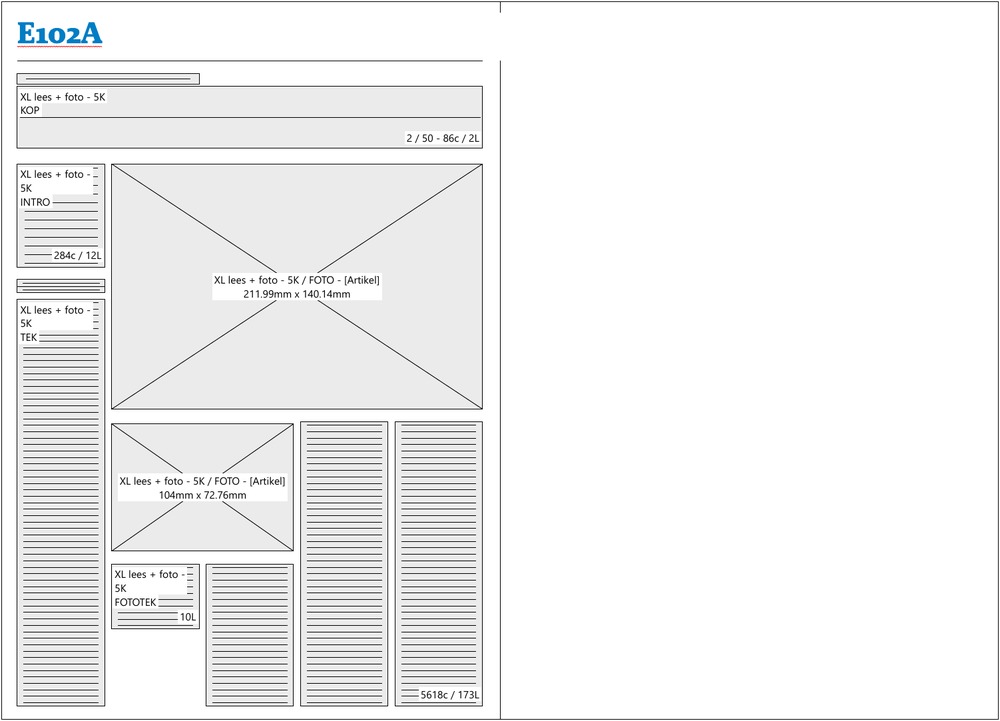 E102A
XL lees + foto - 5K
KOP
2 / 50 - 86c / 2L
XL lees + foto -
5K
INTRO
284c / 12L
XL lees + foto - 5K / FOTO - [Artikel]
211.99mm x 140.14mm
XL lees + foto -
5K
TEK
XL lees + foto - 5K / FOTO - [Artikel]
104mm x 72.76mm
XL lees + foto -
5K
FOTOTEK
10L
5618c / 173L